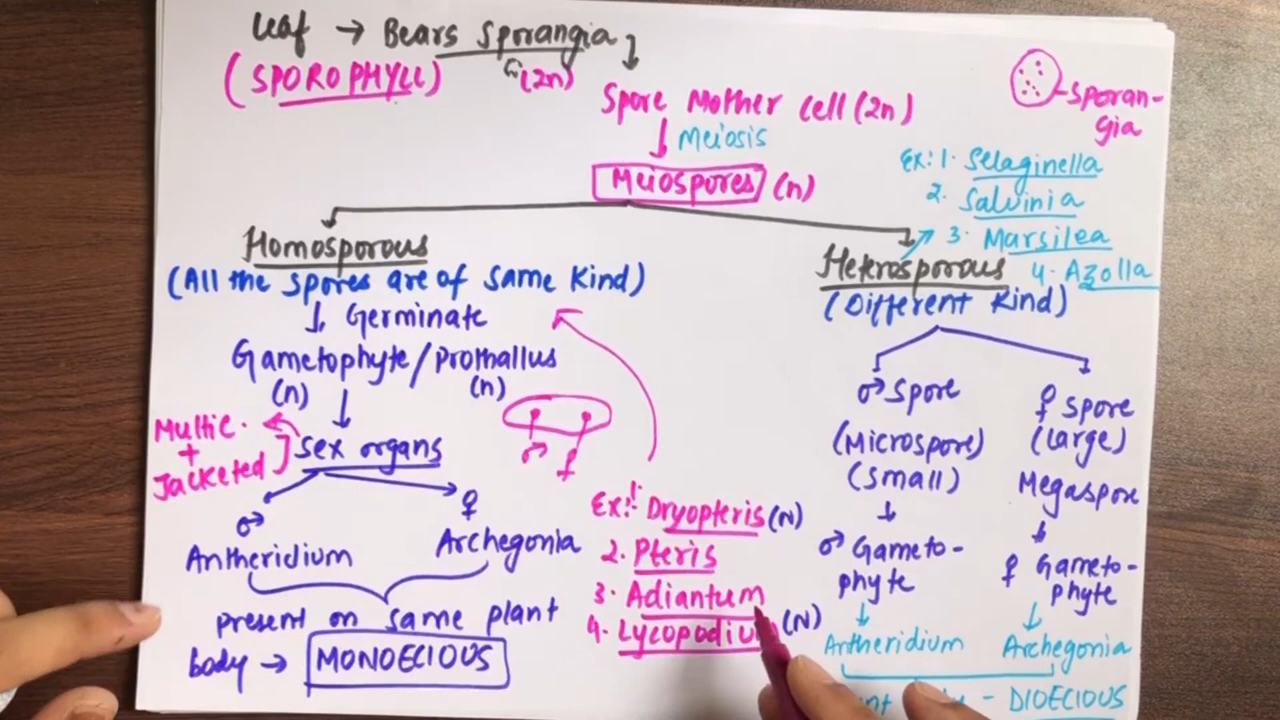 Leaf → Bears Sporangia
(SPOROPHYLL)
(2n)
Spore Mother cell (2n)
Meiosis
Meiospores (n)
Sporan-
gia
Ex: 1. Selaginella
2. Salvinia
3. Marsilea
4. Azolla
Homosporous
(All the spores are of same Kind)
Germinate
Gametophyte/Prothallus
(n) (n)
Multic.
+
Jacketed
Sex organs
♂ ♀
♂
Antheridium
♀
Archegonia
present on same plant
body → MONOECIOUS
Ex:- 1. Dryopteris (N)
2. Pteris
3. Adiantum
4. Lycopodiu (N)
Heterosporous
(Different Kind)
♂ Spore
(Microspore)
(Small)
♂ Gameto-
phyte
Antheridium
♀ Spore
(Large)
Megaspore
♀ Gameto-
phyte
Archegonia
- DIOECIOUS